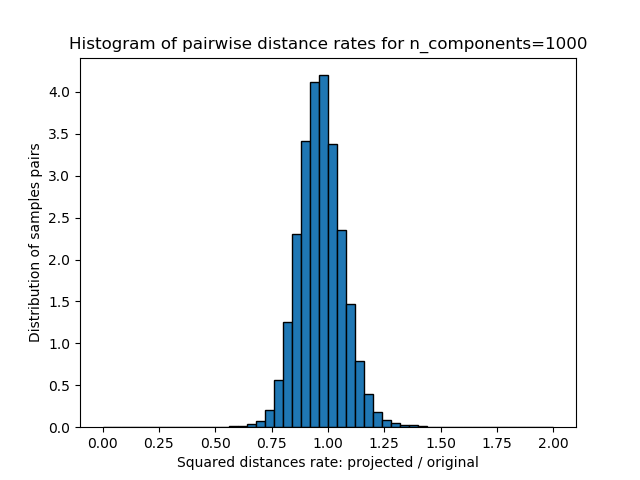 Histogram of pairwise distance rates for n_components=1000
Distribution of samples pairs
4.0
3.5
3.0
2.5
2.0
1.5
1.0
0.5
0.0
0.00 0.25 0.50 0.75 1.00 1.25 1.50 1.75 2.00
Squared distances rate: projected / original